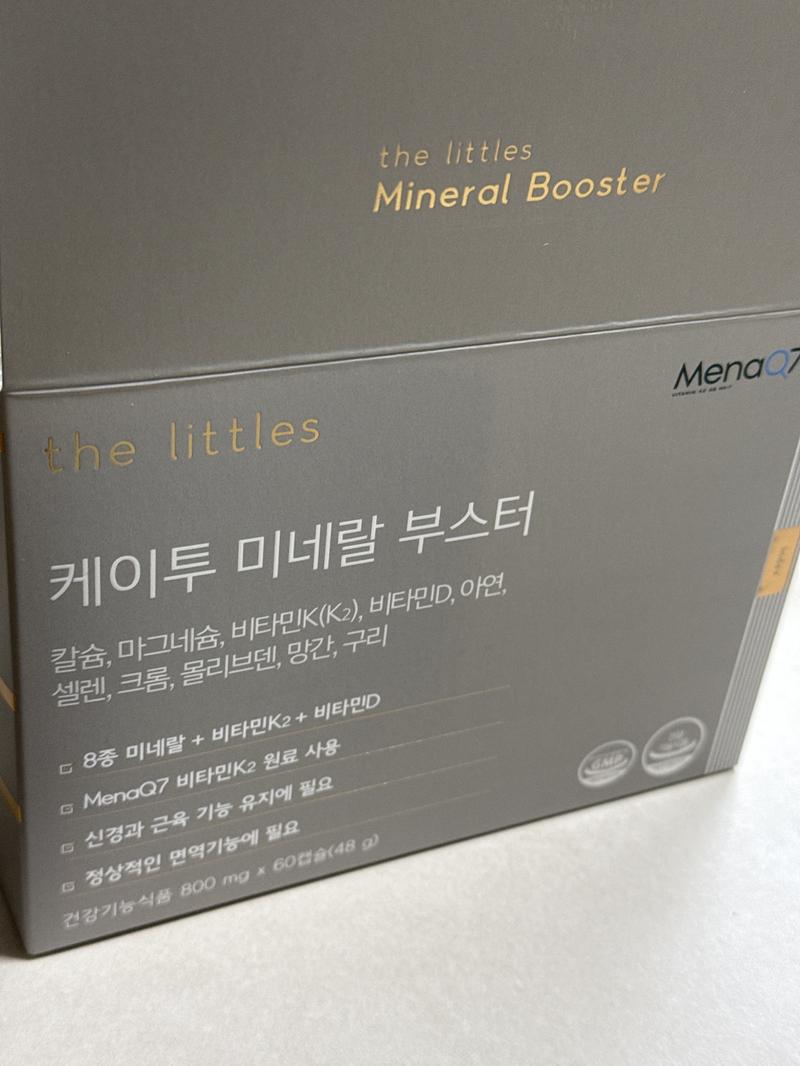 the littles
Mineral Booster
MenaQ7
the littles
케이투 미네랄 부스터
칼슘, 마그네슘, 비타민K(K2), 비타민D, 아연,
셀렌, 크롬, 몰리브덴, 망간, 구리
8종 미네랄 + 비타민K2 + 비타민D
MenaQ7 비타민K2 원료 사용
신경과 근육 기능 유지에 필요
정상적인 면역기능에 필요
건강기능식품 800 mg x 60캡슐(48 g)
GMP